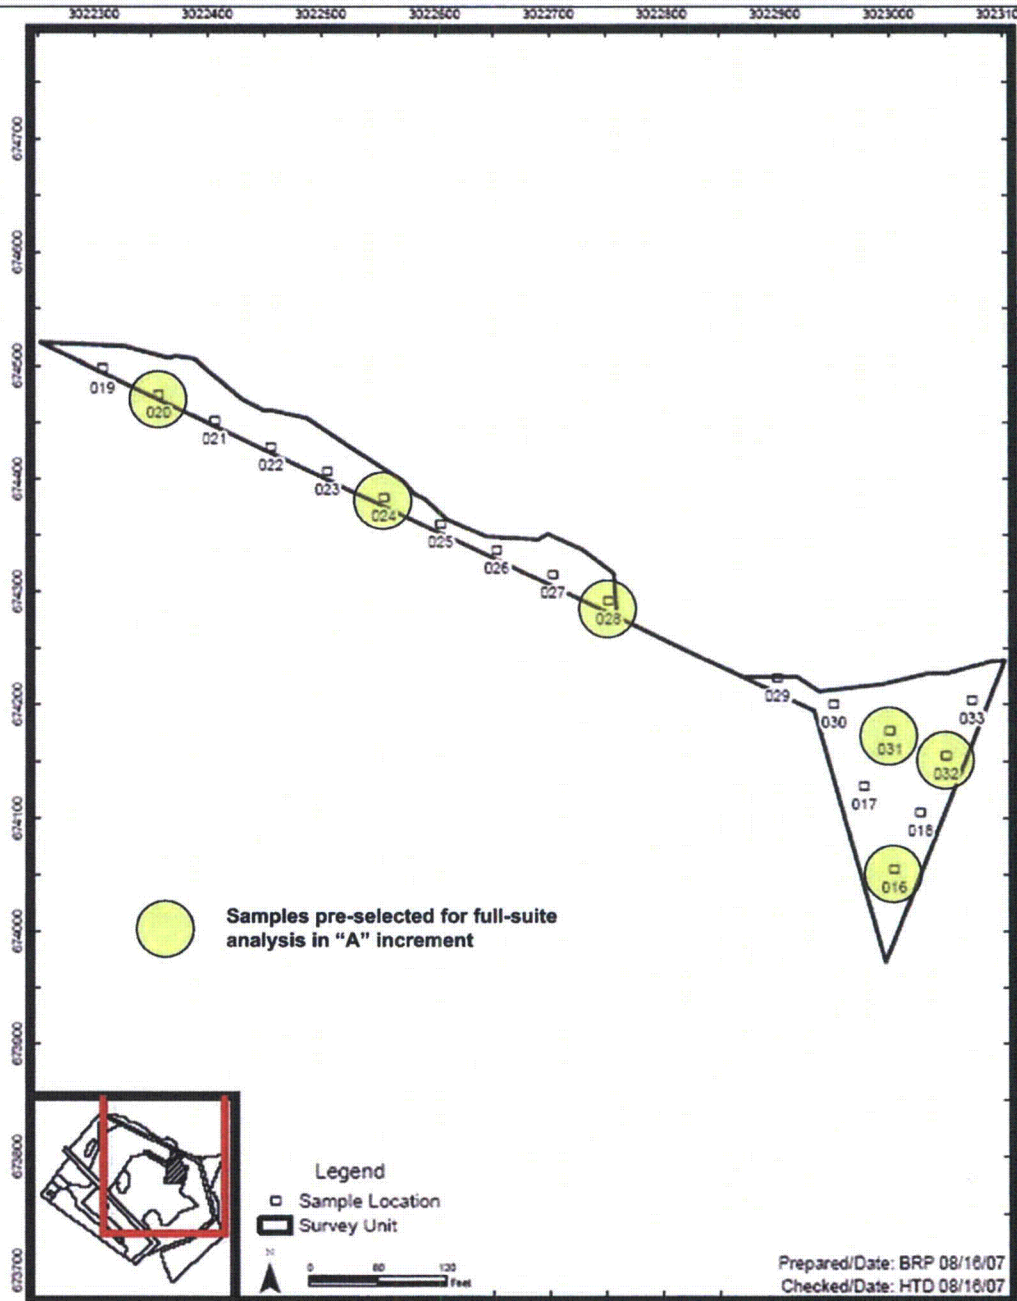 3022300 3022400 3022500 3022600 3022700 3022800 3022900 3023000 302310
674700
674600
674500
674400
674300
674200
674100
674000
673900
673800
673700
019
020
021
022
023
024
025
026
027
028
029
030
033
031
032
017
018
016
Samples pre-selected for full-suite
analysis in "A" increment
Legend
Sample Location
Survey Unit
N
0 60 120
Feet
Prepared/Date: BRP 08/16/07
Checked/Date: HTD 08/16/07